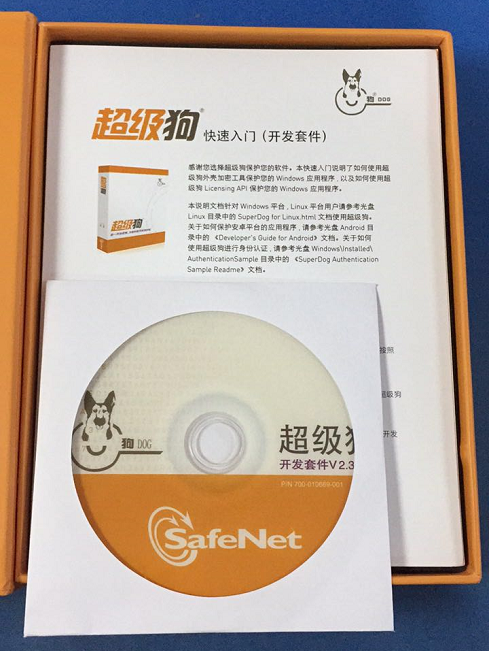 狗 DOG
超级狗® 快速入门（开发套件）
超级狗
感谢您选择超级狗保护您的软件。本快速入门说明了如何使用超
级狗外壳加密工具保护您的 Windows 应用程序，以及如何使用超
级狗 Licensing API 保护您的 Windows 应用程序。
本说明文档针对 Windows 平台，Linux 平台用户请参考光盘
Linux 目录中的 SuperDog for Linux.html 文档使用超级狗。
关于如何保护安卓平台的应用程序，请参考光盘 Android 目
录中的 《Developer's Guide for Android》文档。关于如何
使用超级狗进行身份认证，请参考光盘 Windows\Installed\
AuthenticationSample 目录中的 《SuperDog Authentication
Sample Readme》文档。
按照
超级狗
开发
狗 DOG
超级狗
开发套件V2.3
P/N 700-010669-001
SafeNet